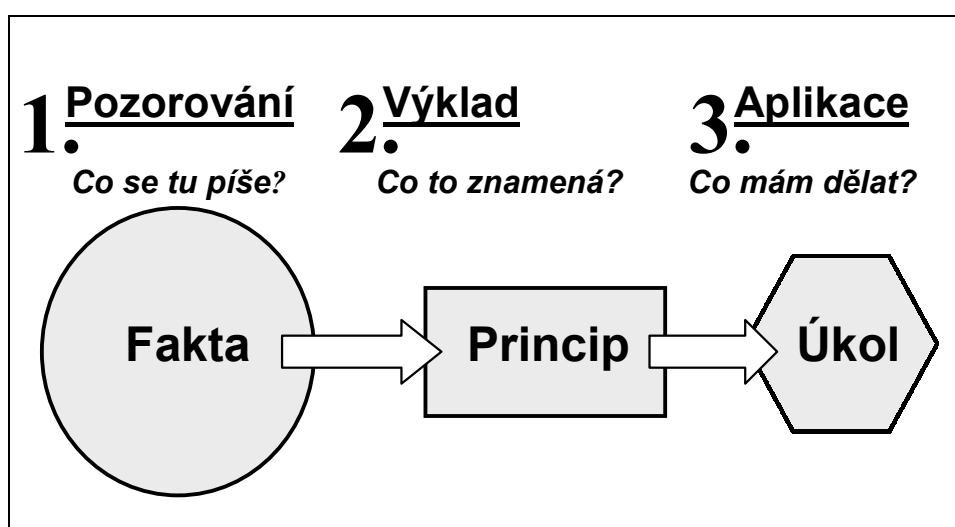 1. Pozorování
Co se tu píše?
2. Výklad
Co to znamená?
3. Aplikace
Co mám dělat?
Fakta
Princip
Úkol